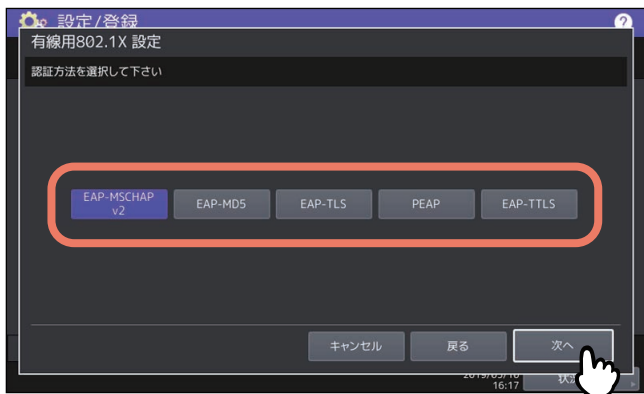 設定/登録
?
有線用802.1X 設定
認証方法を選択して下さい
EAP-MSCHAP
v2
EAP-MD5
EAP-TLS
PEAP
EAP-TTLS
キャンセル
戻る
次へ
16:17